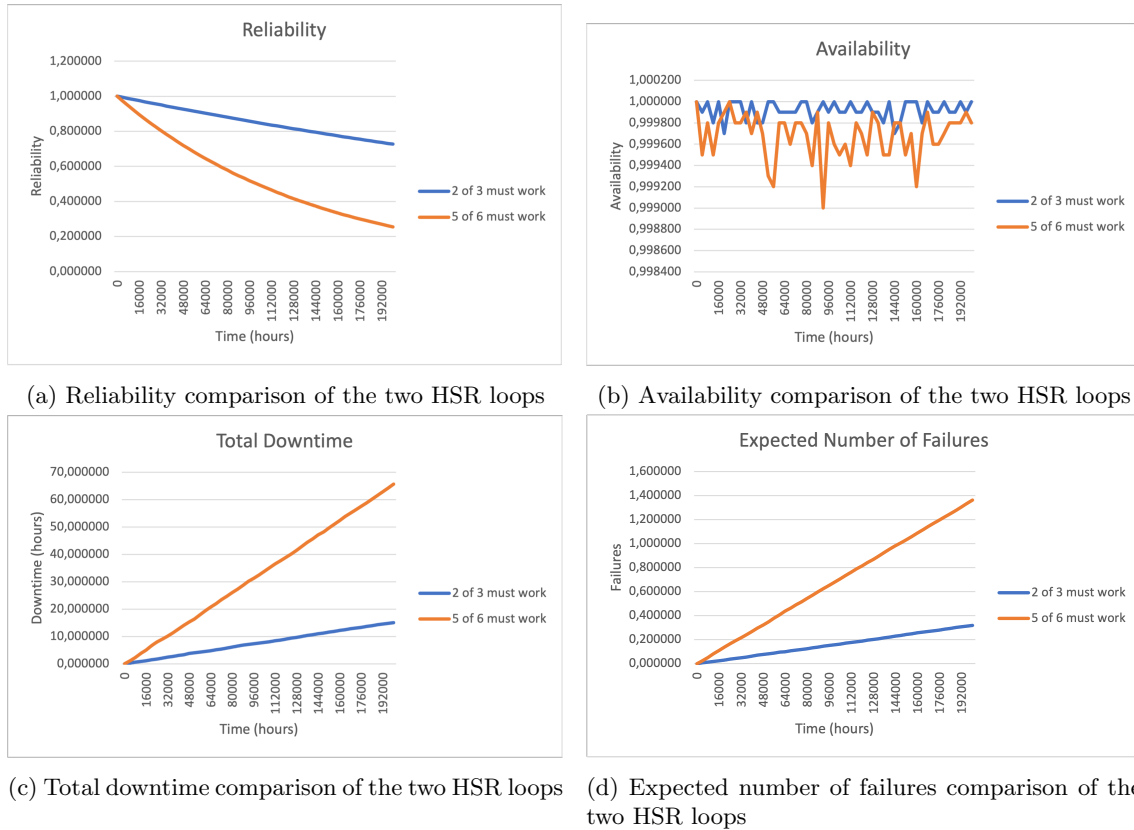 Reliability
1,200000
1,000000
0,800000
0,600000
0,400000
0,200000
0,000000
Reliability
0 16000 32000 48000 64000 80000 96000 112000 128000 144000 160000 176000 192000
Time (hours)
2 of 3 must work
5 of 6 must work
(a) Reliability comparison of the two HSR loops
Availability
1,000200
1,000000
0,999800
0,999600
0,999400
0,999200
0,999000
0,998800
0,998600
0,998400
Availability
0 16000 32000 48000 64000 80000 96000 112000 128000 144000 160000 176000 192000
Time (hours)
2 of 3 must work
5 of 6 must work
(b) Availability comparison of the two HSR loops
Total Downtime
70,000000
60,000000
50,000000
40,000000
30,000000
20,000000
10,000000
0,000000
Downtime (hours)
0 16000 32000 48000 64000 80000 96000 112000 128000 144000 160000 176000 192000
Time (hours)
2 of 3 must work
5 of 6 must work
(c) Total downtime comparison of the two HSR loops
Expected Number of Failures
1,600000
1,400000
1,200000
1,000000
0,800000
0,600000
0,400000
0,200000
0,000000
Failures
0 16000 32000 48000 64000 80000 96000 112000 128000 144000 160000 176000 192000
Time (hours)
2 of 3 must work
5 of 6 must work
(d) Expected number of failures comparison of the
two HSR loops